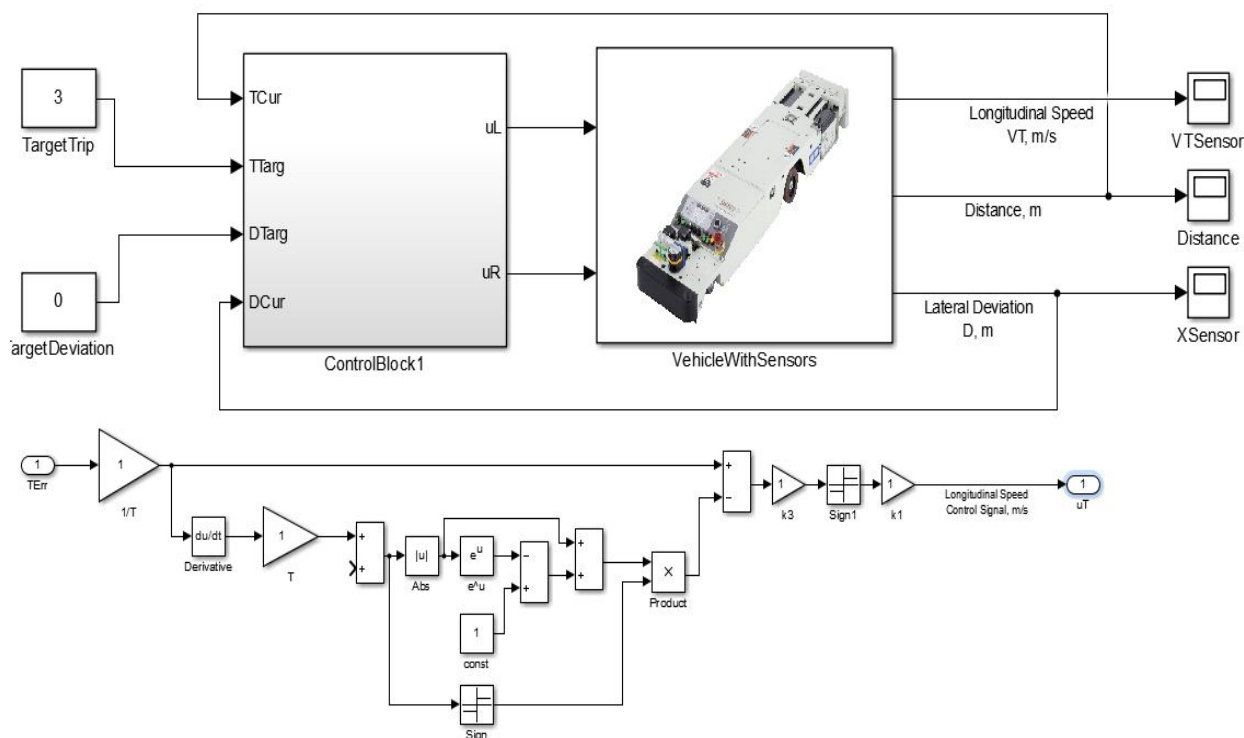 3
TargetTrip
0
TargetDeviation
TCur
TTarg
DTarg
DCur
uL
uR
ControlBlock1
VehicleWithSensors
Longitudinal Speed
VT, m/s
Distance, m
Lateral Deviation
D, m
VTSensor
Distance
XSensor
1
TErr
1
1/T
du/dt
Derivative
1
T
+
+
|u|
Abs
e^u
e^u
−
+
1
const
+
+
X
Product
Sign
+
−
1
k3
Sign1
1
k1
Longitudinal Speed
Control Signal, m/s
1
uT